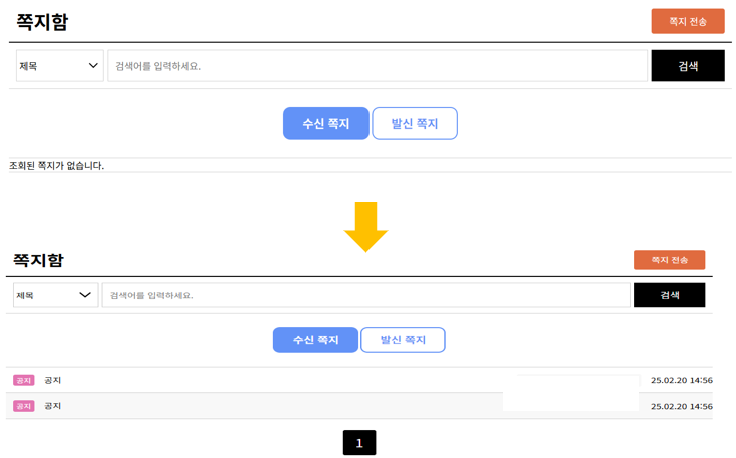 쪽지함
쪽지 전송
제목
검색어를 입력하세요.
검색
수신 쪽지
발신 쪽지
조회된 쪽지가 없습니다.
쪽지함
쪽지 전송
제목
검색어를 입력하세요.
검색
수신 쪽지
발신 쪽지
공지 공지 25.02.20 14:56
공지 공지 25.02.20 14:56
1